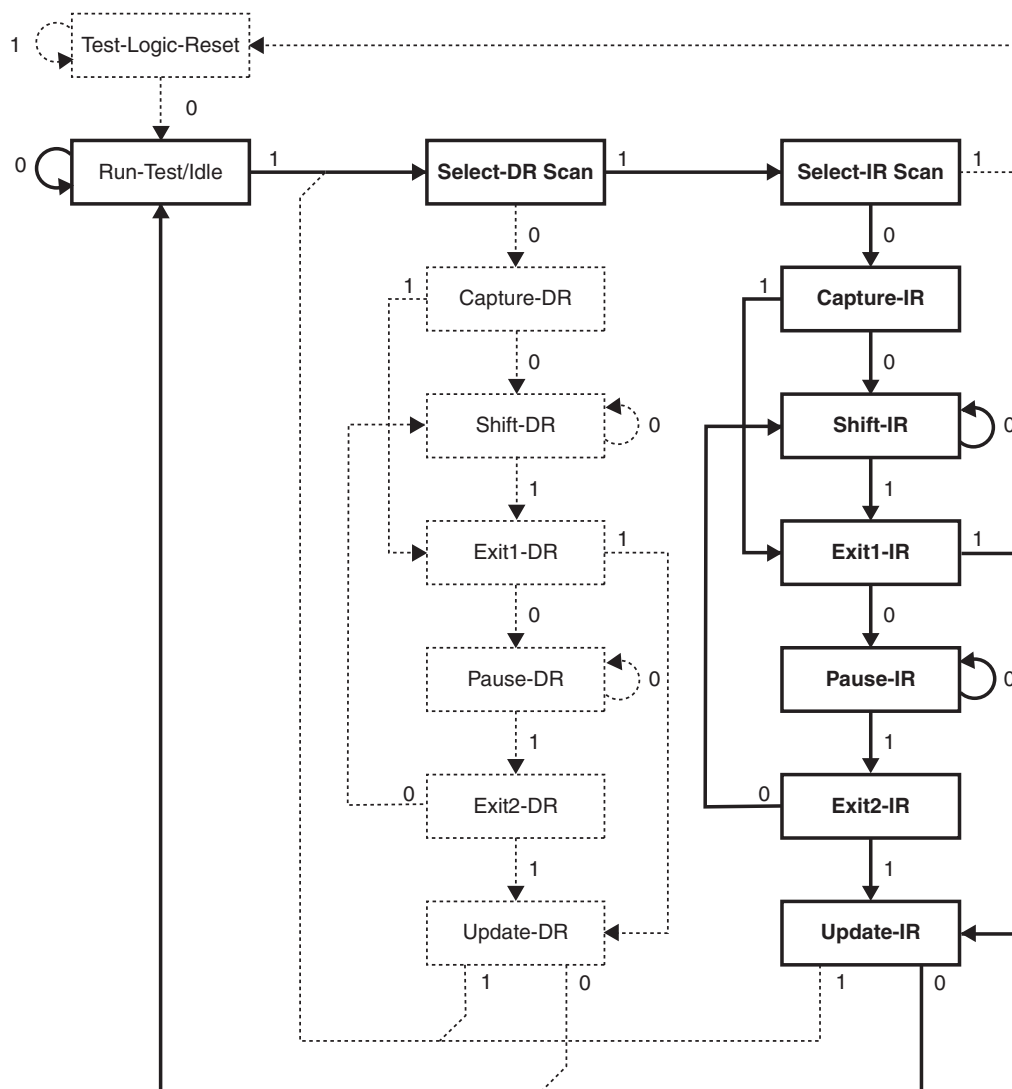 1 Test-Logic-Reset
0
0 Run-Test/Idle 1 Select-DR Scan 1 Select-IR Scan 1
0 0
1 Capture-DR 1 Capture-IR
0 0
Shift-DR 0 Shift-IR 0
1 1
Exit1-DR 1 Exit1-IR 1
0 0
Pause-DR 0 Pause-IR 0
1 1
0 Exit2-DR 0 Exit2-IR
1 1
Update-DR Update-IR
1 0 1 0